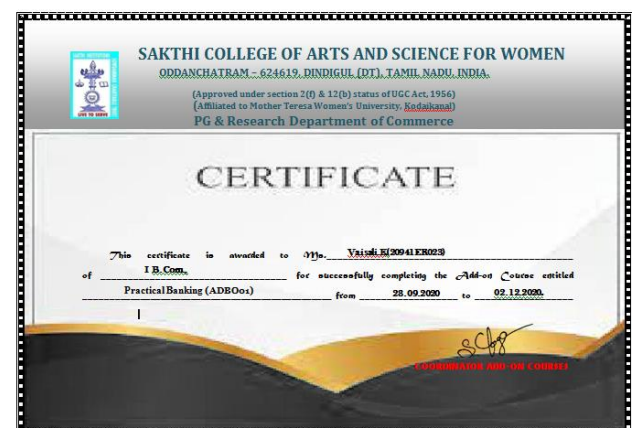 SAKTHI COLLEGE OF ARTS AND SCIENCE FOR WOMEN
ODDANCHATRAM – 624619, DINDIGUL (DT), TAMIL NADU, INDIA.
(Approved under section 2(f) & 12(b) status of UGC Act, 1956)
(Affiliated to Mother Teresa Women's University, Kodaikanal)
PG & Research Department of Commerce
LIVE TO SERVE
CERTIFICATE
This certificate is awarded to Ms. Vaisali K(20941ER023)
of I B.Com., for successfully completing the Add-on Course entitled
Practical Banking (ADBO01) from 28.09.2020 to 02.12.2020.
COORDINATOR ADD-ON COURSES